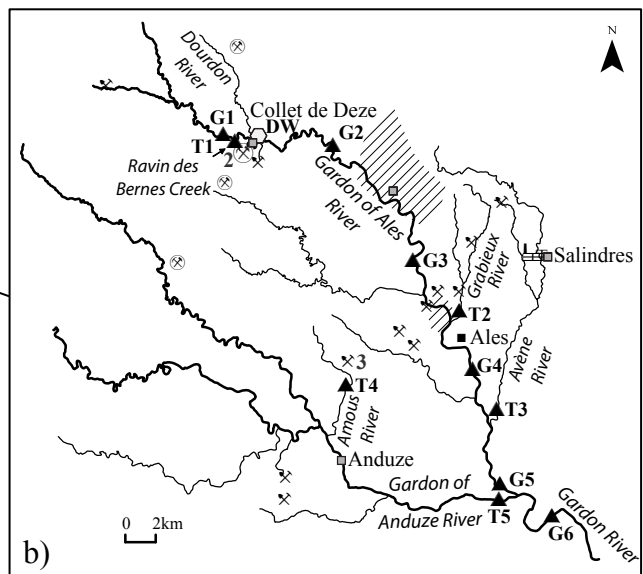 N
Dourdon
River
G1
Collet de Deze
DW
T1
2
G2
Ravin des
Bernes Creek
Gardon of Ales
River
Salindres
G3
Grabieux
River
T2
Ales
Avène
River
3
G4
T4
T3
Amous
River
Anduze
Gardon of
Anduze River
G5
T5
Gardon River
G6
0 2km
b)